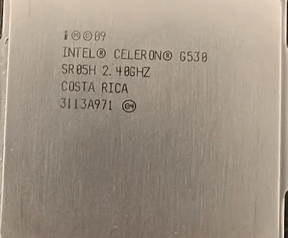 i Ⓜ©09
INTEL® CELERON® G530
SR05H 2.40GHZ
COSTA RICA
3113A971 e4